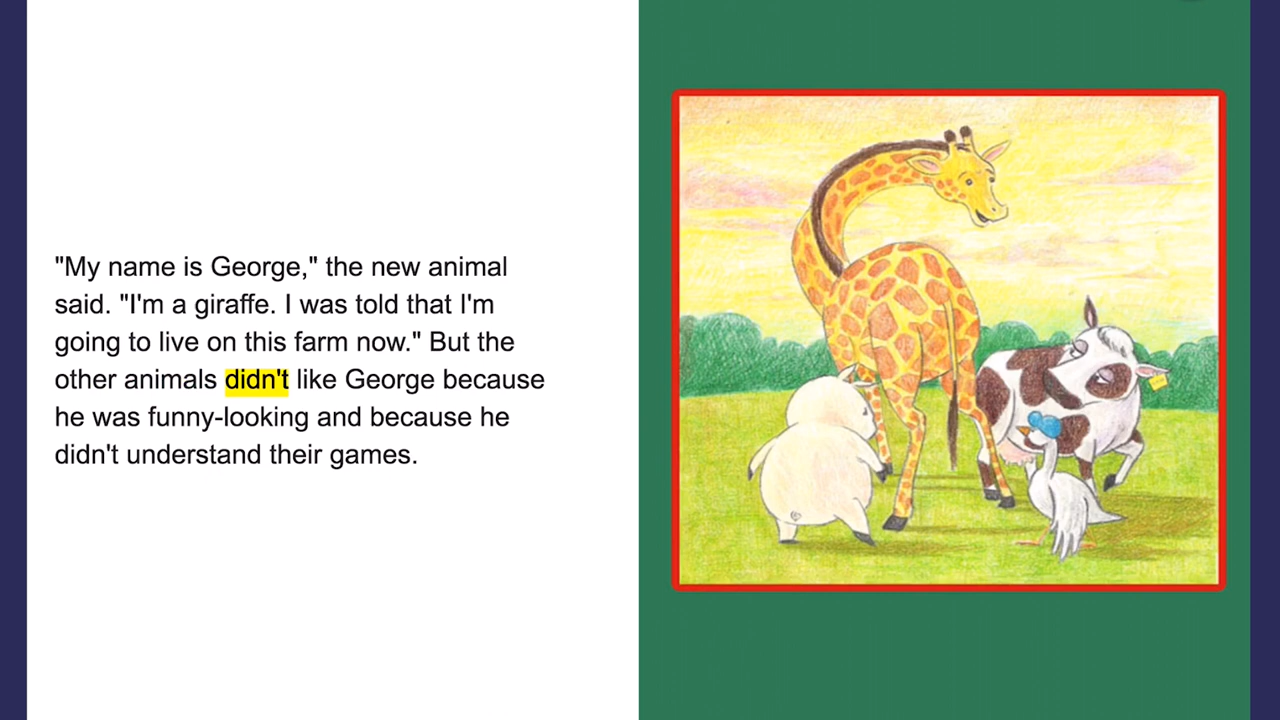 "My name is George," the new animal
said. "I'm a giraffe. I was told that I'm
going to live on this farm now." But the
other animals didn't like George because
he was funny-looking and because he
didn't understand their games.